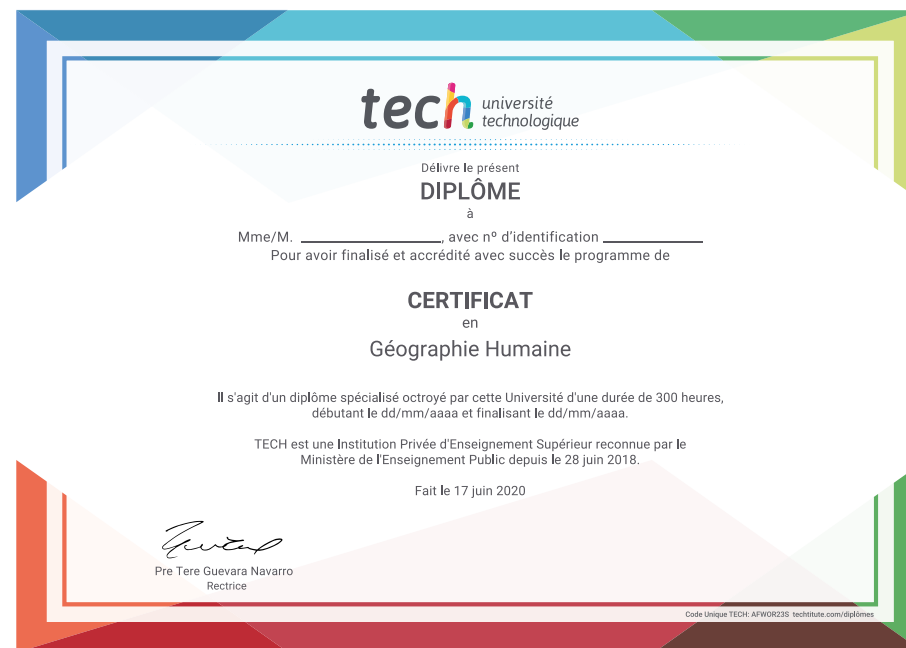 tech université
technologique
Délivre le présent
DIPLÔME
à
Mme/M. ____________________, avec nº d'identification ______________
Pour avoir finalisé et accrédité avec succès le programme de
CERTIFICAT
en
Géographie Humaine
Il s'agit d'un diplôme spécialisé octroyé par cette Université d'une durée de 300 heures,
débutant le dd/mm/aaaa et finalisant le dd/mm/aaaa.
TECH est une Institution Privée d'Enseignement Supérieur reconnue par le
Ministère de l'Enseignement Public depuis le 28 juin 2018.
Fait le 17 juin 2020
Pre Tere Guevara Navarro
Rectrice
Code Unique TECH: AFWOR23S techtitute.com/diplômes